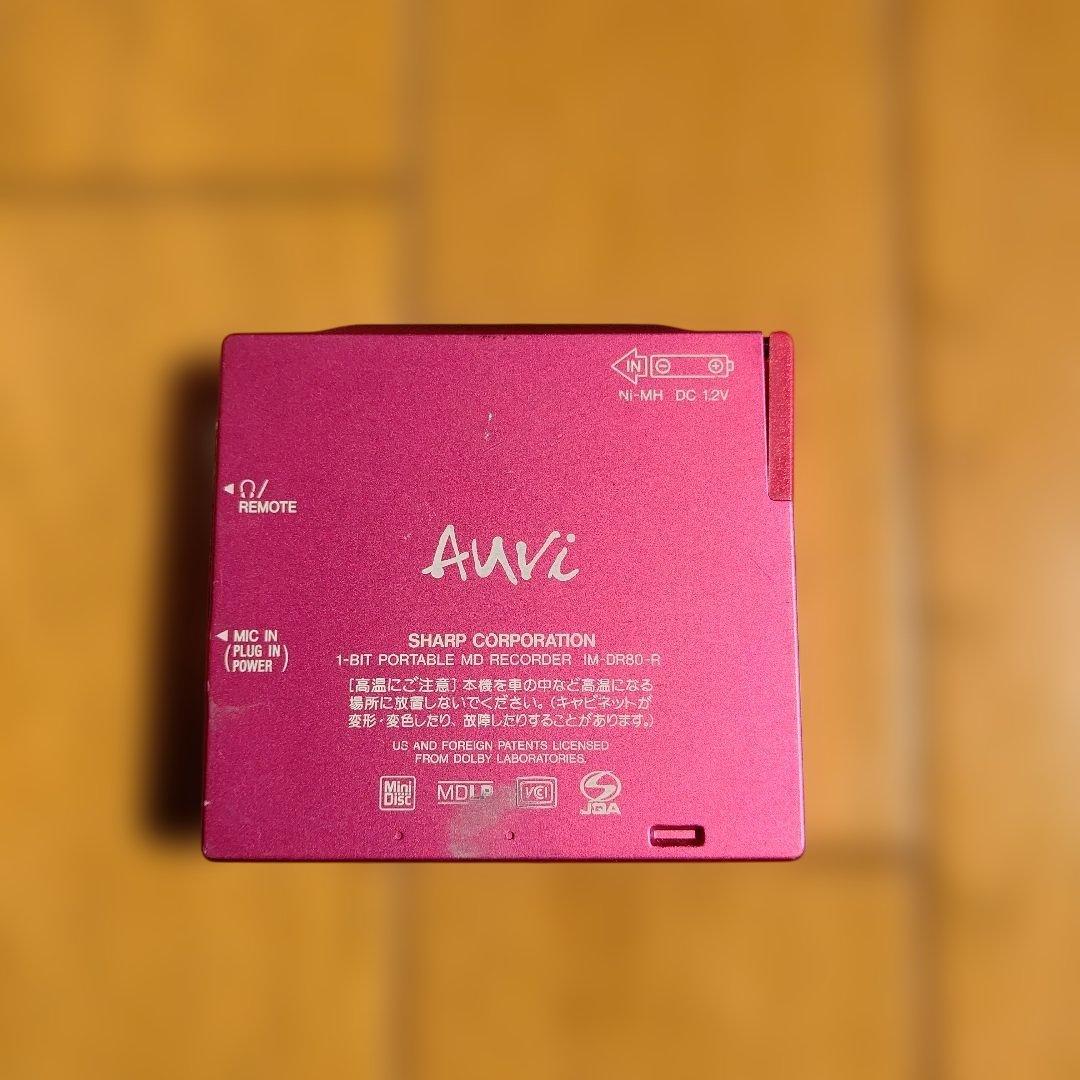 IN
Ni-MH DC 1.2V
REMOTE
Auvi
MIC IN
(PLUG IN
POWER)
SHARP CORPORATION
1-BIT PORTABLE MD RECORDER IM-DR80-R
[高温にご注意] 本機を車の中など高温になる
場所に放置しないでください。(キャビネットが
変形・変色したり、故障したりすることがあります。)
US AND FOREIGN PATENTS LICENSED
FROM DOLBY LABORATORIES.
Mini
Disc
MDLP
VCI
JQA